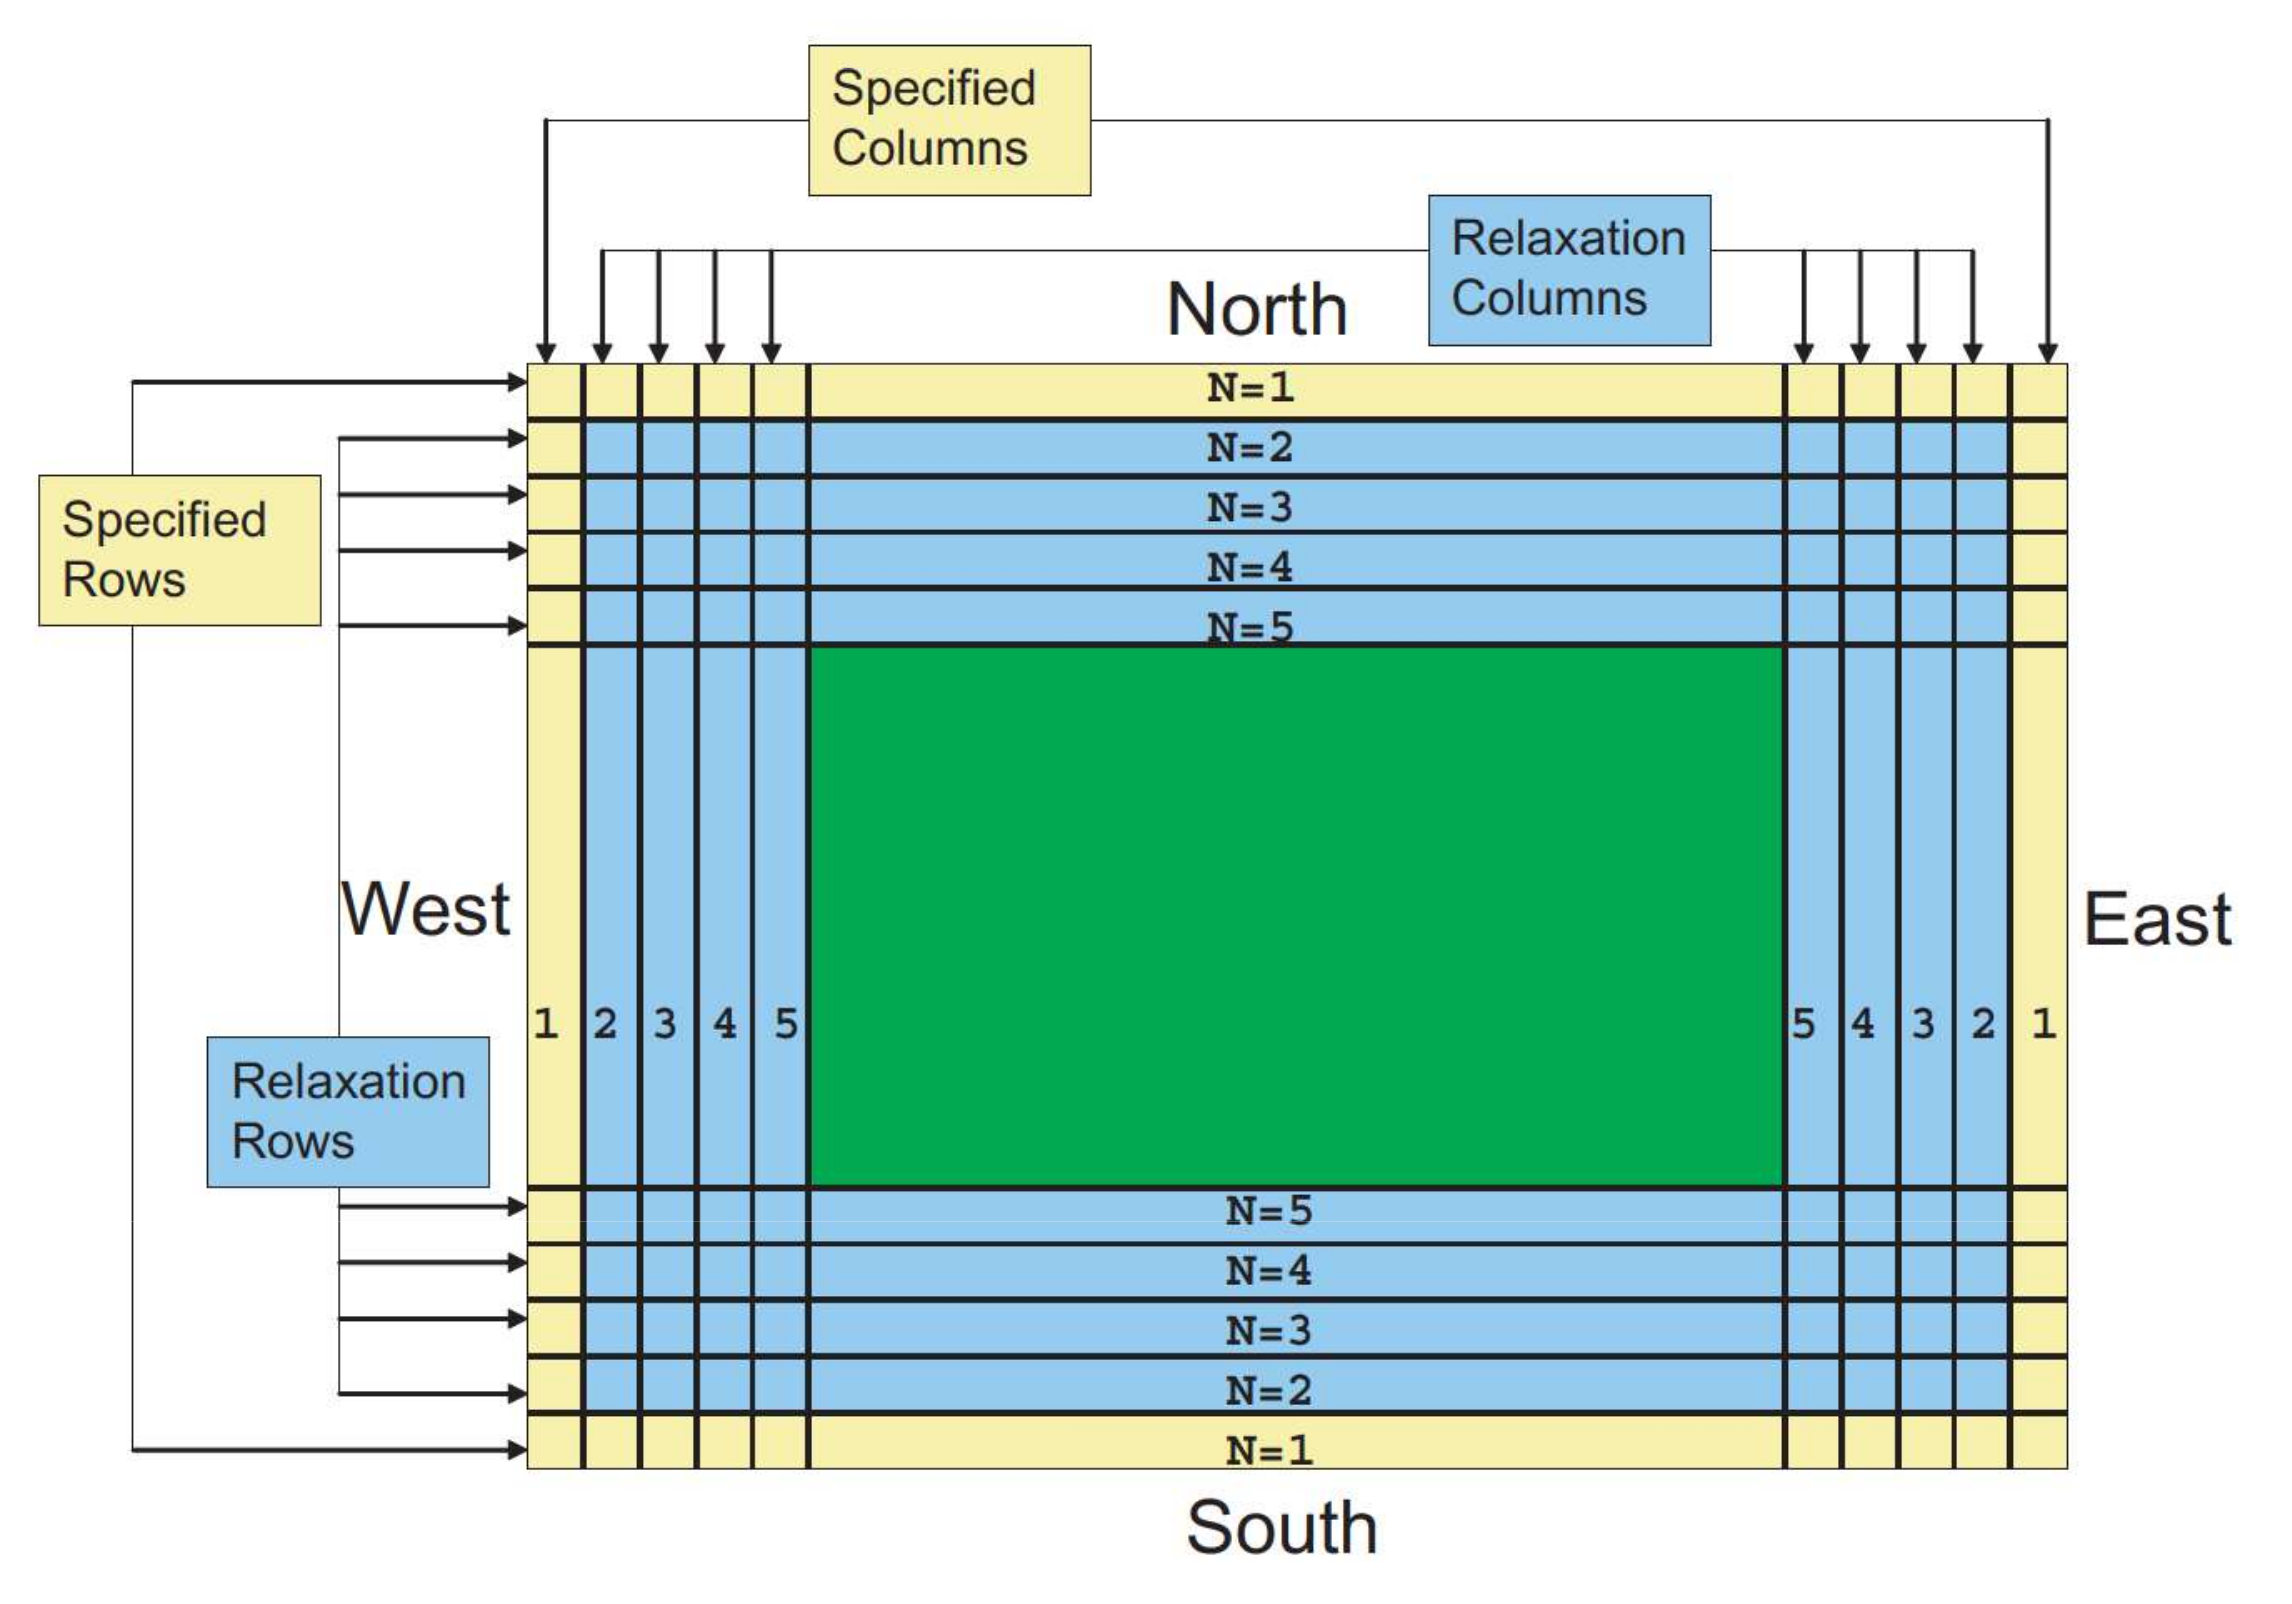 Specified
Columns
Relaxation
Columns
North
N=1
N=2
N=3
N=4
N=5
Specified
Rows
West
East
1 2 3 4 5
5 4 3 2 1
Relaxation
Rows
N=5
N=4
N=3
N=2
N=1
South